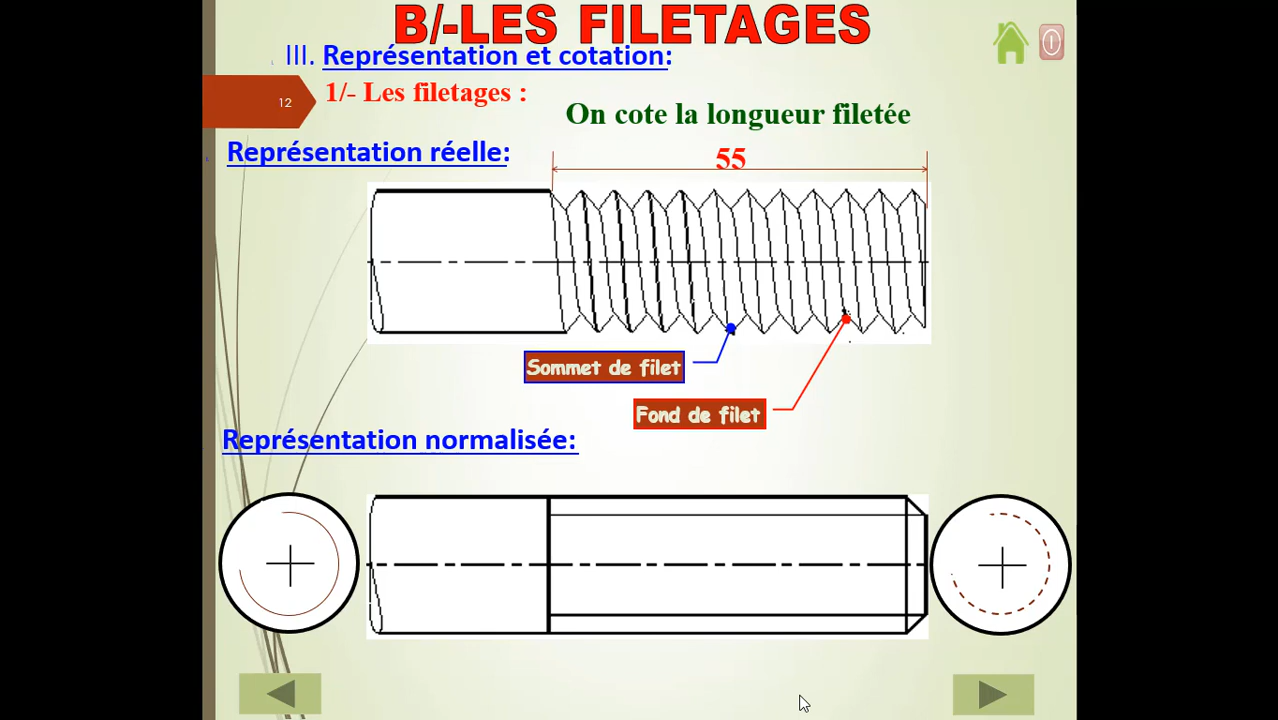 B/-LES FILETAGES
III. Représentation et cotation:
12
1/- Les filetages :
On cote la longueur filetée
Représentation réelle:
55
Sommet de filet
Fond de filet
Représentation normalisée: